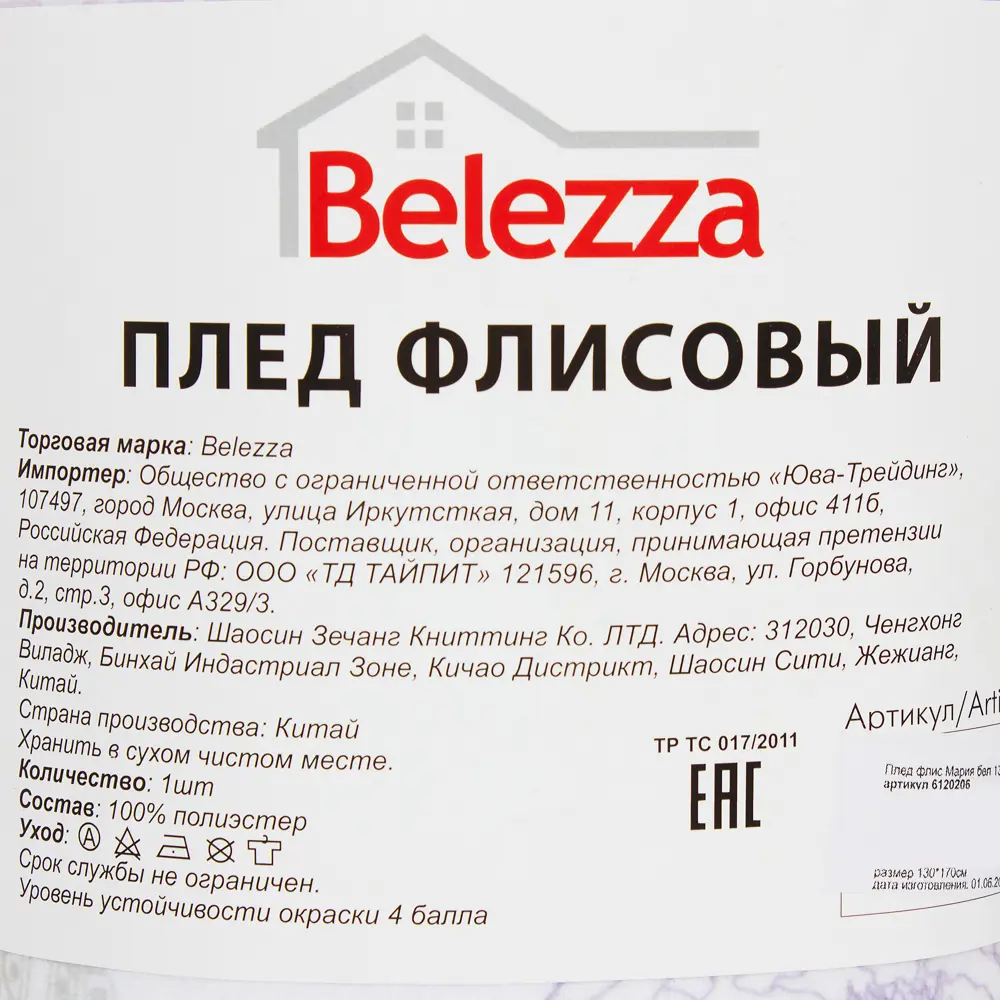 Belezza
ПЛЕД ФЛИСОВЫЙ
Торговая марка: Belezza
Импортер: Общество с ограниченной ответственностью «Юва-Трейдинг»,
107497, город Москва, улица Иркутсткая, дом 11, корпус 1, офис 411б,
Российская Федерация. Поставщик, организация, принимающая претензии
на территории РФ: ООО «ТД ТАЙПИТ» 121596, г. Москва, ул. Горбунова,
д.2, стр.3, офис А329/3.
Производитель: Шаосин Зечанг Книттинг Ко. ЛТД. Адрес: 312030, Ченгхонг
Виладж, Бинхай Индастриал Зоне, Кичао Дистрикт, Шаосин Сити, Жежианг,
Китай.
Страна производства: Китай
Хранить в сухом чистом месте.
Количество: 1шт
Состав: 100% полиэстер
Уход: A
Срок службы не ограничен.
Уровень устойчивости окраски 4 балла
ТР ТС 017/2011
EAC
Артикул/Arti
Плед флис Мария бел 13
артикул 6120206
размер 130*170см
дата изготовления: 01.06.20